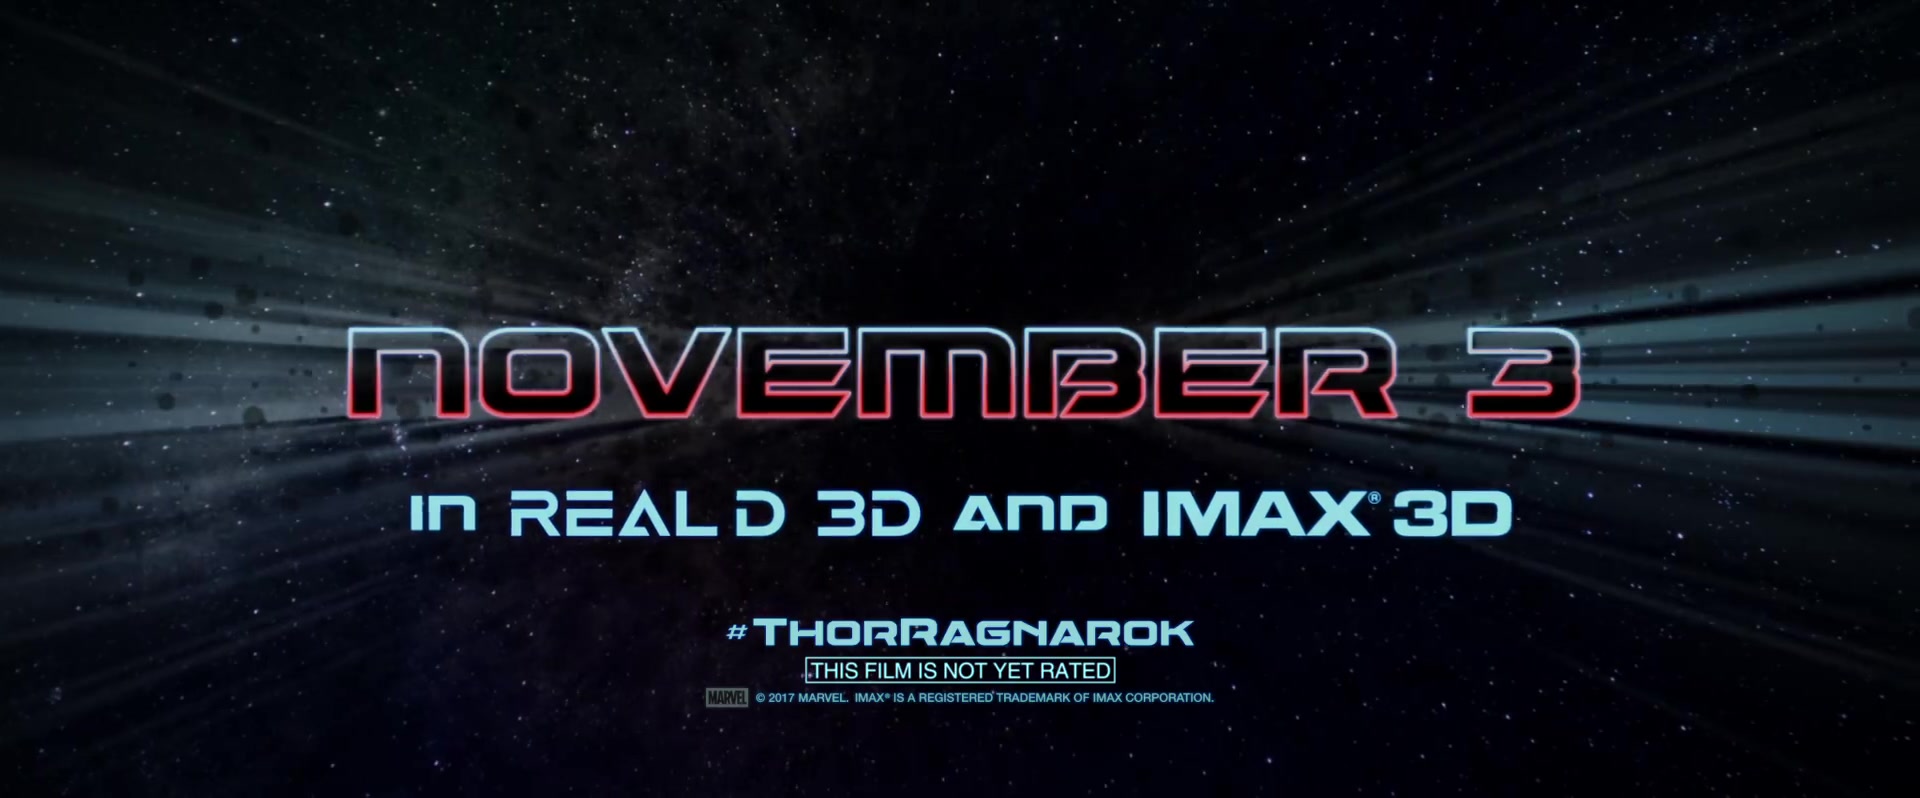 NOVEMBER 3
IN REAL D 3D AND IMAX® 3D
#THORRAGNAROK
THIS FILM IS NOT YET RATED
MARVEL © 2017 MARVEL. IMAX® IS A REGISTERED TRADEMARK OF IMAX CORPORATION.